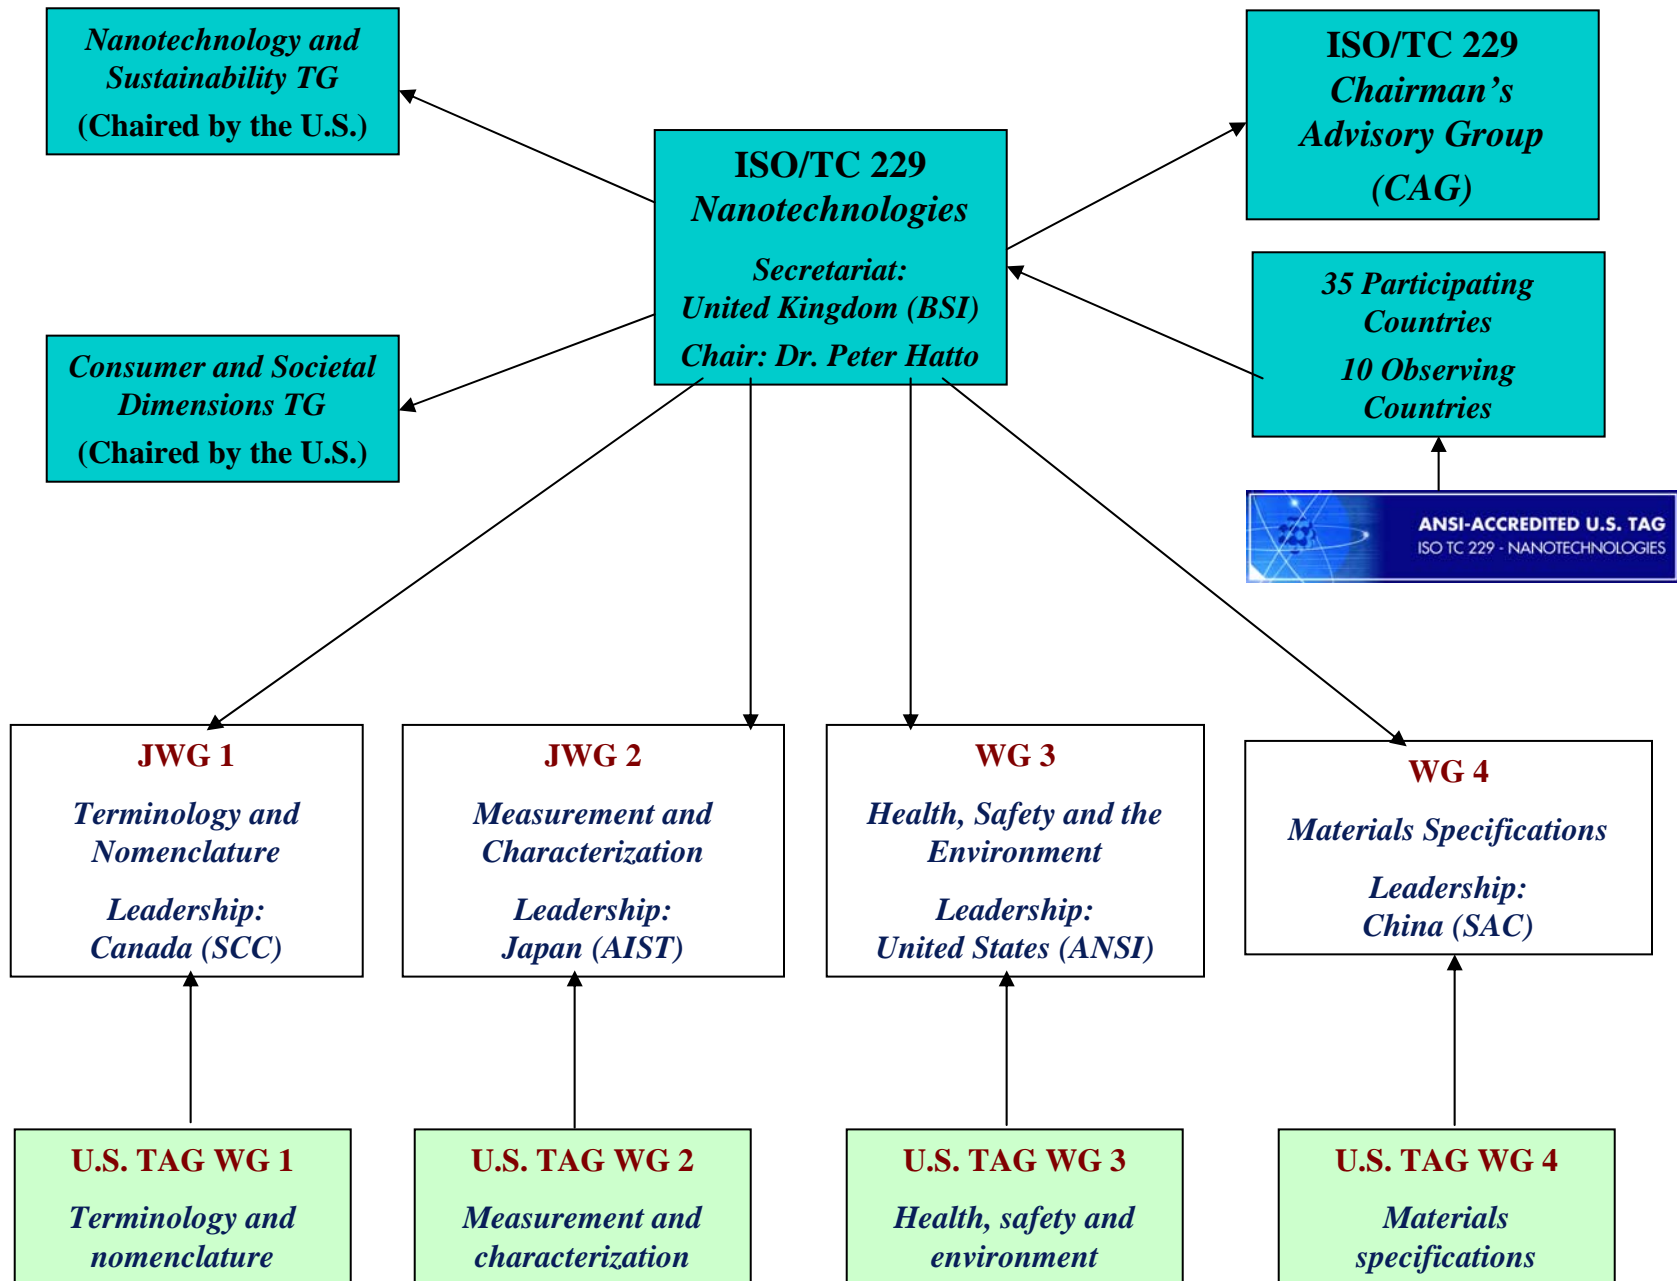 Nanotechnology and
Sustainability TG
(Chaired by the U.S.)
ISO/TC 229
Chairman's
Advisory Group
(CAG)
ISO/TC 229
Nanotechnologies
Secretariat:
United Kingdom (BSI)
Chair: Dr. Peter Hatto
35 Participating
Countries
10 Observing
Countries
Consumer and Societal
Dimensions TG
(Chaired by the U.S.)
ANSI-ACCREDITED U.S. TAG
ISO TC 229 - NANOTECHNOLOGIES
JWG 1
Terminology and
Nomenclature
Leadership:
Canada (SCC)
JWG 2
Measurement and
Characterization
Leadership:
Japan (AIST)
WG 3
Health, Safety and the
Environment
Leadership:
United States (ANSI)
WG 4
Materials Specifications
Leadership:
China (SAC)
U.S. TAG WG 1
Terminology and
nomenclature
U.S. TAG WG 2
Measurement and
characterization
U.S. TAG WG 3
Health, safety and
environment
U.S. TAG WG 4
Materials
specifications